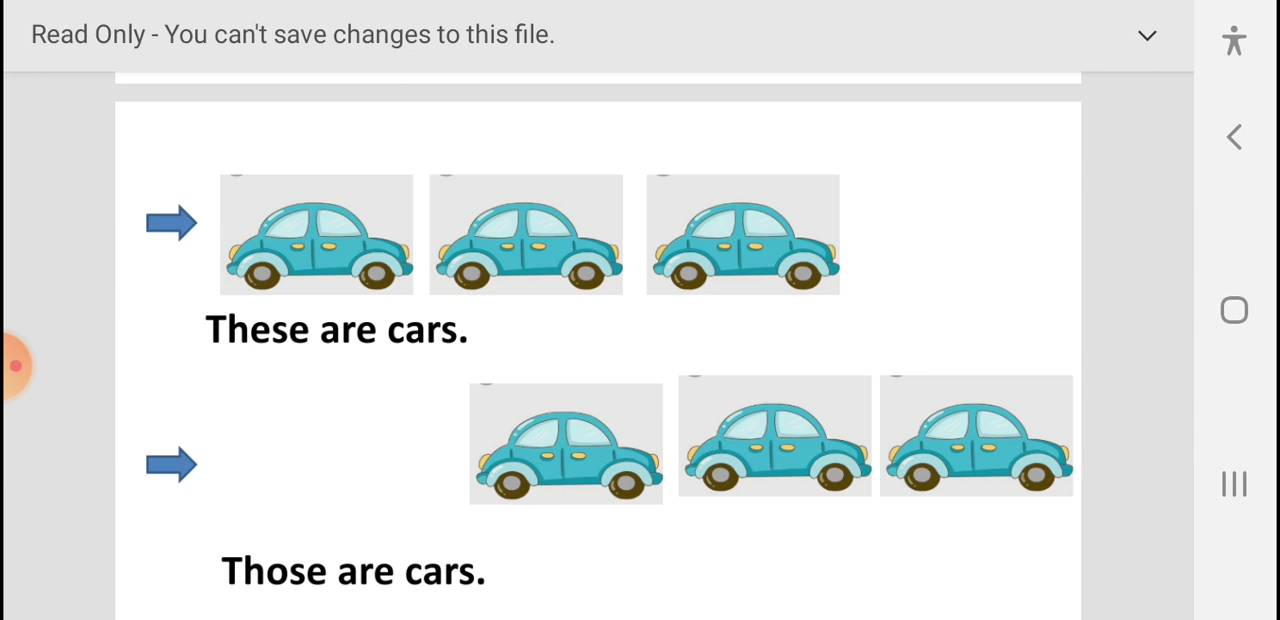 Read Only - You can't save changes to this file.
These are cars.
Those are cars.